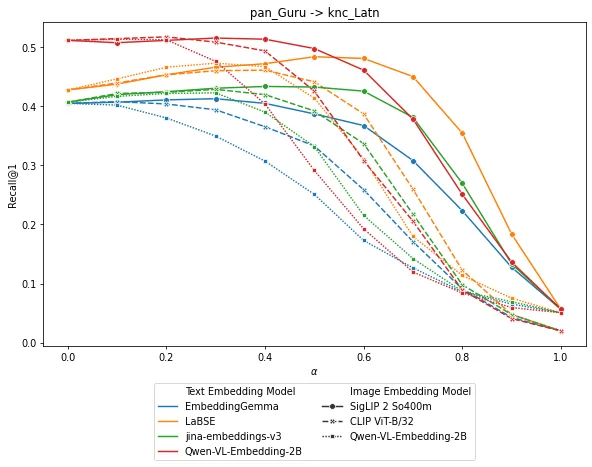 pan_Guru -> knc_Latn
Recall@1
0.5
0.4
0.3
0.2
0.1
0.0
0.0 0.2 0.4 0.6 0.8 1.0
α
Text Embedding Model
EmbeddingGemma
LaBSE
jina-embeddings-v3
Qwen-VL-Embedding-2B
Image Embedding Model
SigLIP 2 So400m
CLIP ViT-B/32
Qwen-VL-Embedding-2B